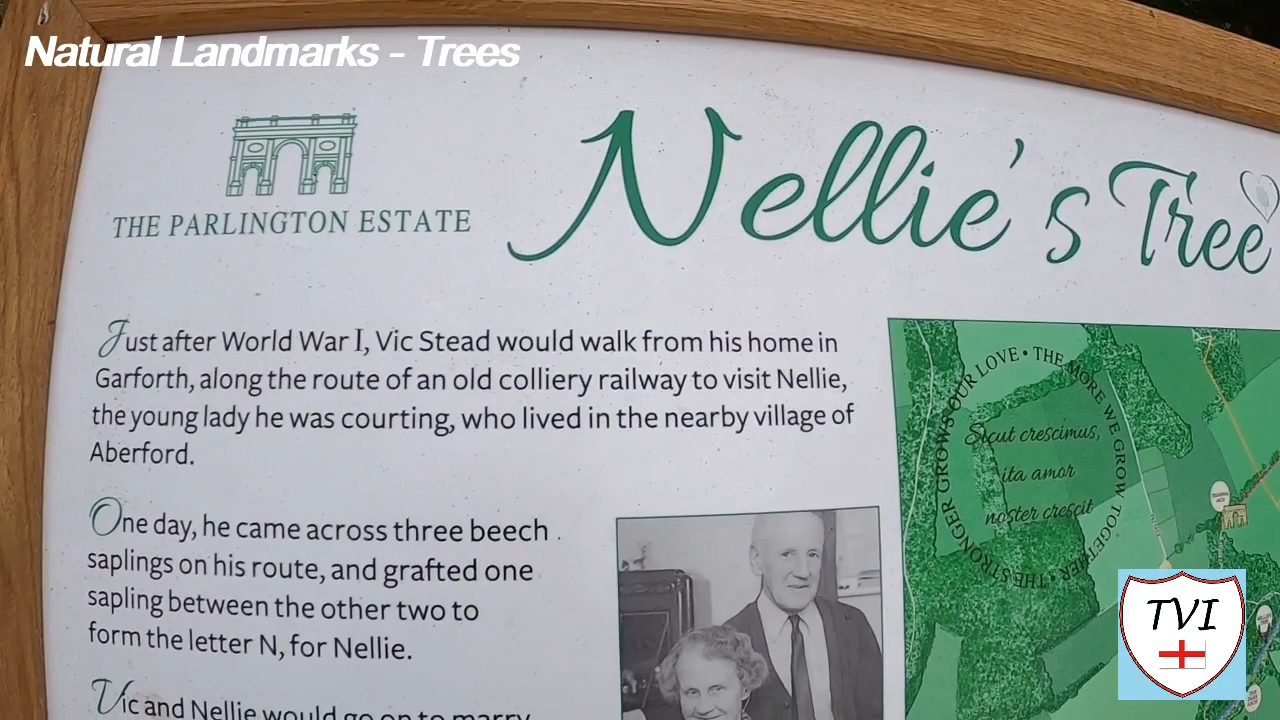 Natural Landmarks - Trees
THE PARLINGTON ESTATE
Nellie's Tree
Just after World War I, Vic Stead would walk from his home in
Garforth, along the route of an old colliery railway to visit Nellie,
the young lady he was courting, who lived in the nearby village of
Aberford.
One day, he came across three beech
saplings on his route, and grafted one
sapling between the other two to
form the letter N, for Nellie.
Vic and Nellie would go on to marry
THE MORE WE GROW TOGETHER • THE STRONGER GROWS OUR LOVE •
Sicut crescimus,
ita amor
noster crescit
TVI